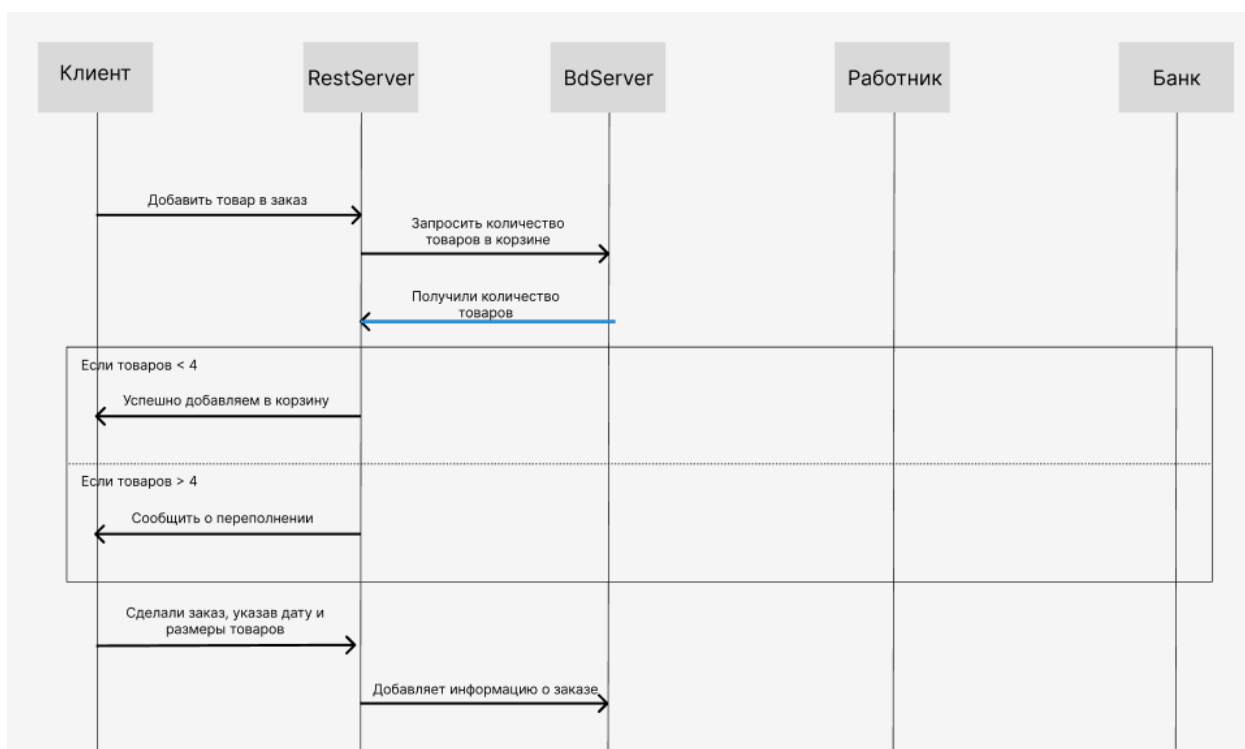 Клиент
RestServer
BdServer
Работник
Банк
Добавить товар в заказ
Запросить количество
товаров в корзине
Получили количество
товаров
Если товаров < 4
Успешно добавляем в корзину
Если товаров > 4
Сообщить о переполнении
Сделали заказ, указав дату и
размеры товаров
Добавляет информацию о заказе